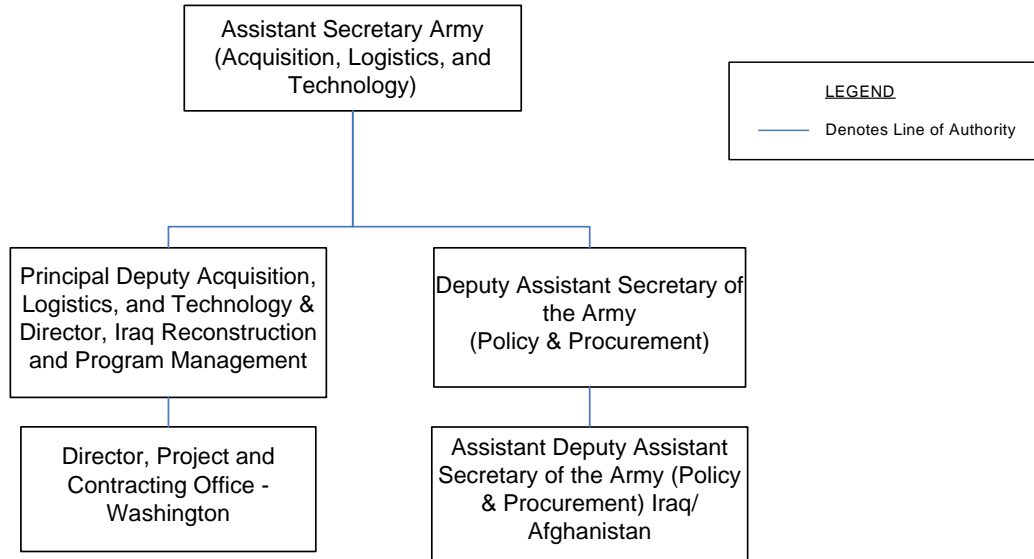 Assistant Secretary Army
(Acquisition, Logistics, and
Technology)
LEGEND
Denotes Line of Authority
Principal Deputy Acquisition,
Logistics, and Technology &
Director, Iraq Reconstruction
and Program Management
Deputy Assistant Secretary of
the Army
(Policy & Procurement)
Director, Project and
Contracting Office -
Washington
Assistant Deputy Assistant
Secretary of the Army (Policy
& Procurement) Iraq/
Afghanistan